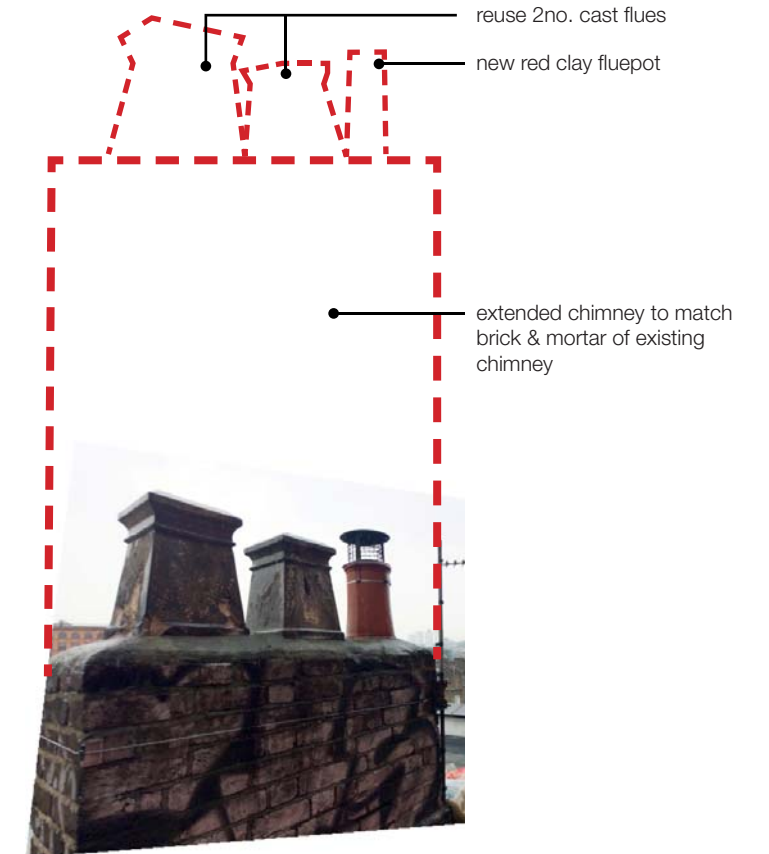 reuse 2no. cast flues
new red clay fluepot
extended chimney to match
brick & mortar of existing
chimney